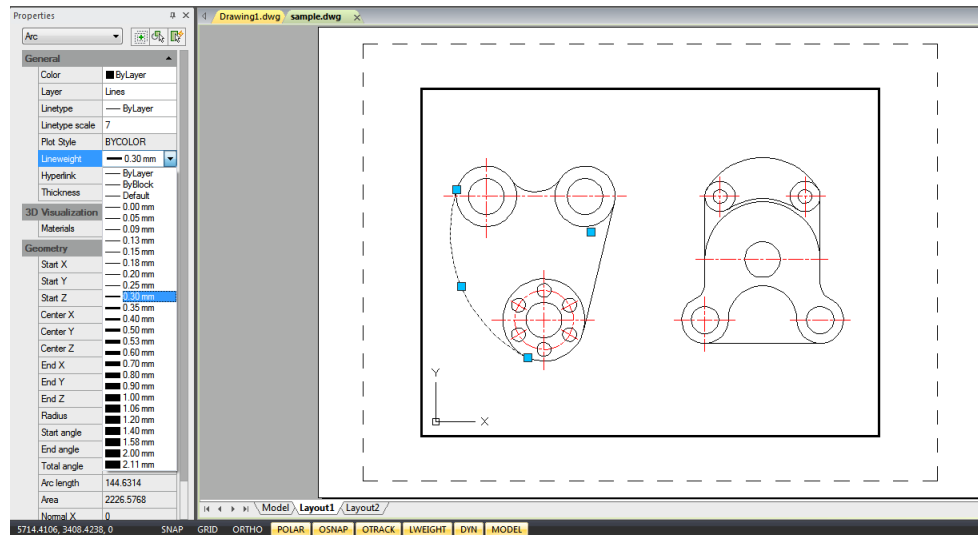 Properties
Drawing1.dwg sample.dwg
Arc
General
Color ByLayer
Layer Lines
Linetype ByLayer
Linetype scale 7
Plot Style BYCOLOR
Lineweight 0.30 mm
Hyperlink
Thickness
3D Visualization
Materials
Geometry
Start X
Start Y
Start Z
Center X
Center Y
Center Z
End X
End Y
End Z
Radius
Start angle
End angle
Total angle
Arc length 144.6314
Area 2226.5768
Normal X 0
ByLayer
ByBlock
Default
0.00 mm
0.05 mm
0.09 mm
0.13 mm
0.15 mm
0.18 mm
0.20 mm
0.25 mm
0.30 mm
0.35 mm
0.40 mm
0.50 mm
0.53 mm
0.60 mm
0.70 mm
0.80 mm
0.90 mm
1.00 mm
1.06 mm
1.20 mm
1.40 mm
1.58 mm
2.00 mm
2.11 mm
Y
X
Model Layout1 Layout2
5714.4106, 3408.4238, 0 SNAP GRID ORTHO POLAR OSNAP OTRACK LWEIGHT DYN MODEL